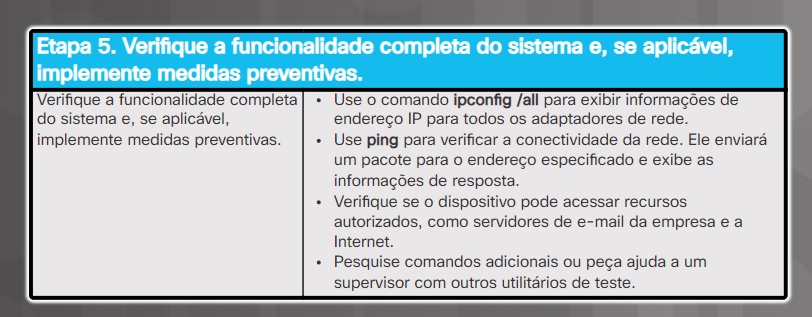 Etapa 5. Verifique a funcionalidade completa do sistema e, se aplicável,
implemente medidas preventivas.
Verifique a funcionalidade completa
do sistema e, se aplicável,
implemente medidas preventivas.
• Use o comando ipconfig /all para exibir informações de
endereço IP para todos os adaptadores de rede.
• Use ping para verificar a conectividade da rede. Ele enviará
um pacote para o endereço especificado e exibe as
informações de resposta.
• Verifique se o dispositivo pode acessar recursos
autorizados, como servidores de e-mail da empresa e a
Internet.
• Pesquise comandos adicionais ou peça ajuda a um
supervisor com outros utilitários de teste.